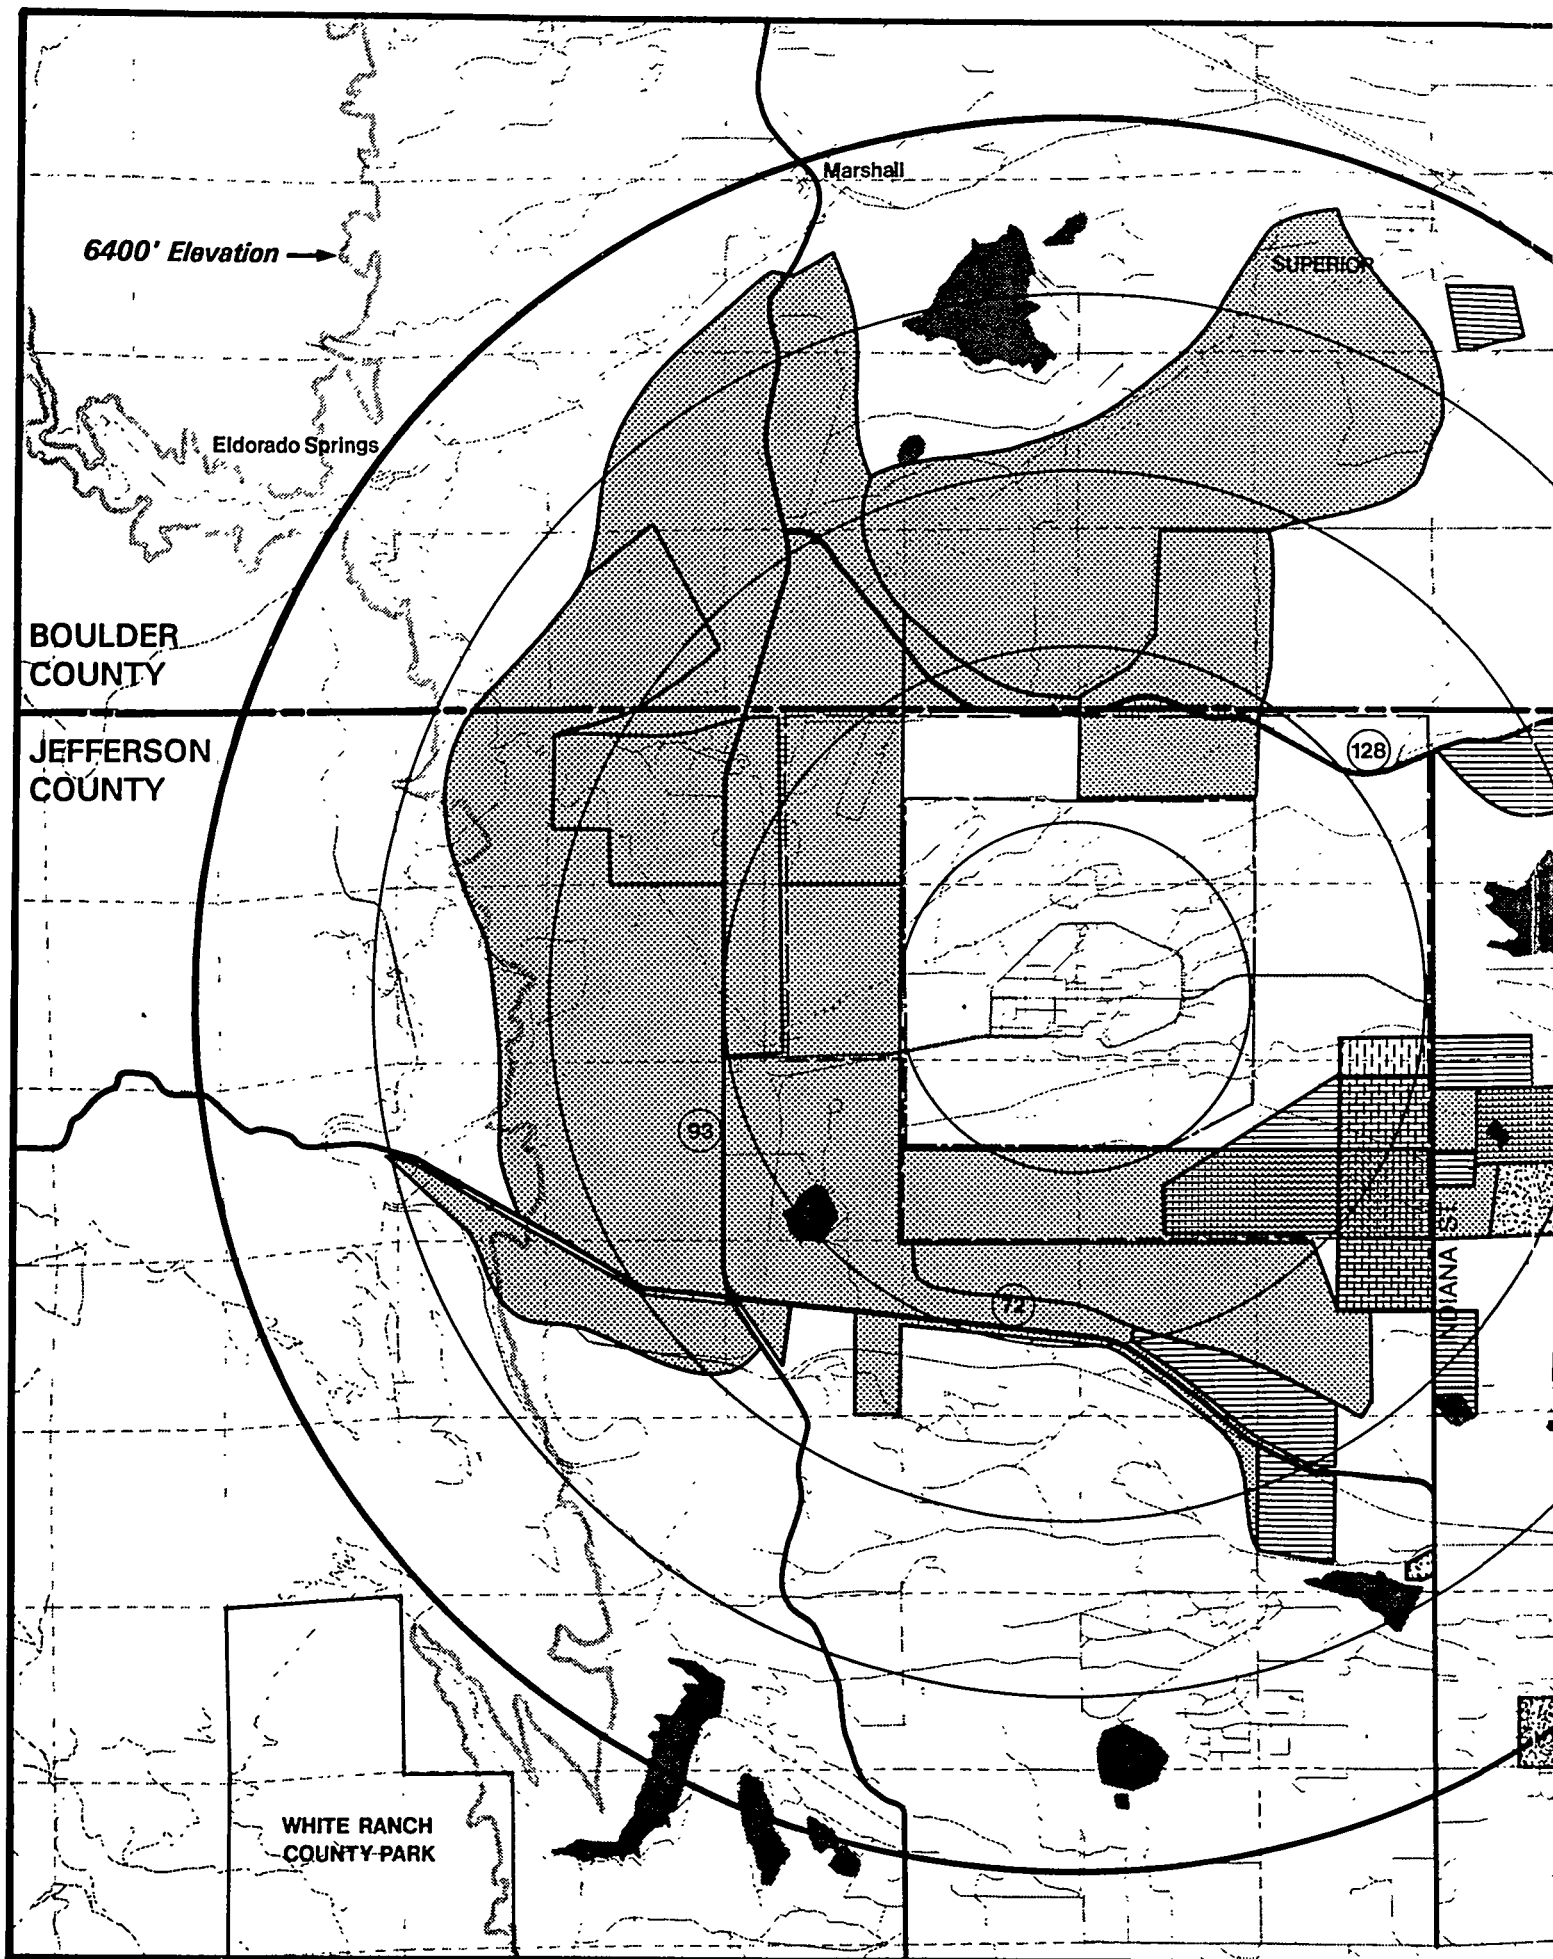 Marshall
6400' Elevation
SUPERIOR
Eldorado Springs
BOULDER
COUNTY
JEFFERSON
COUNTY
128
93
INDIANA ST.
72
WHITE RANCH
COUNTY PARK